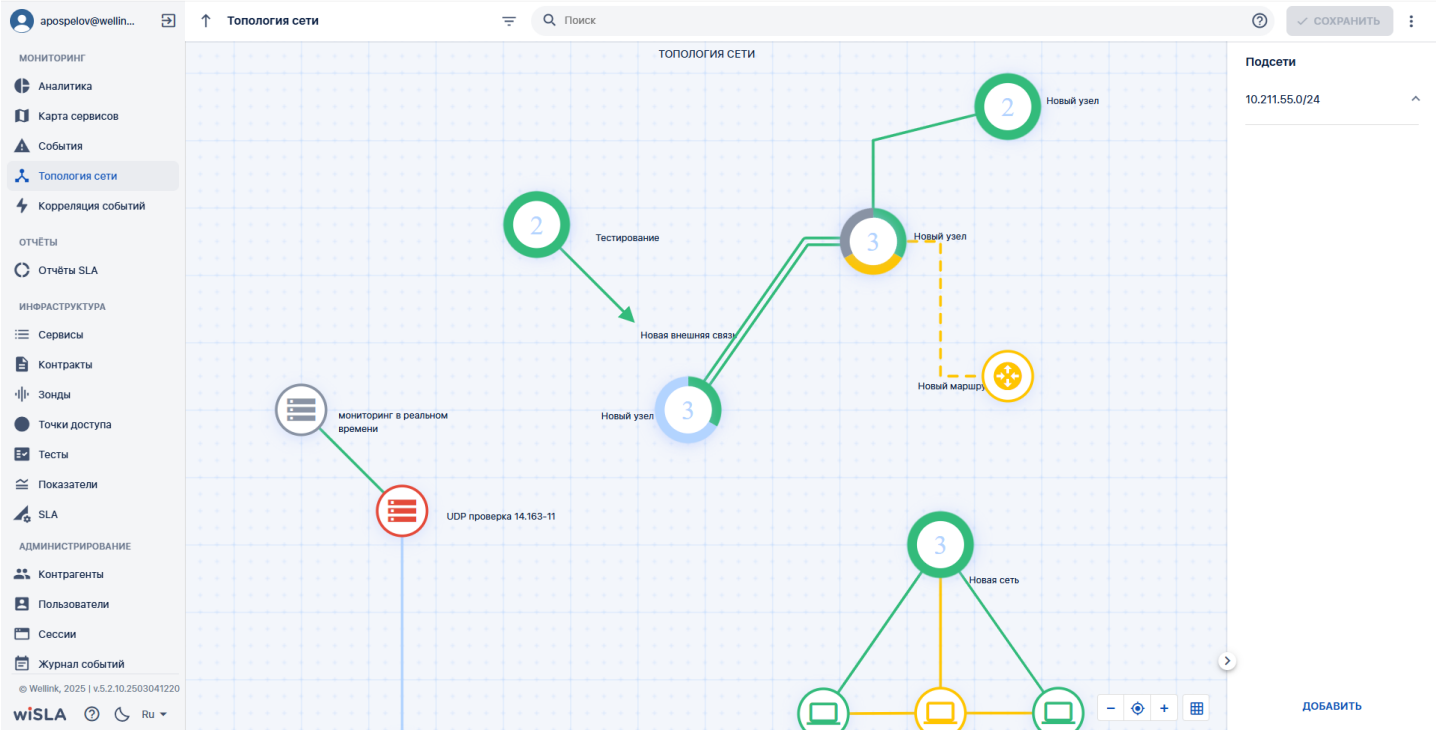 apospelov@wellin...
МОНИТОРИНГ
Аналитика
Карта сервисов
События
Топология сети
Корреляция событий
ОТЧЁТЫ
Отчёты SLA
ИНФРАСТРУКТУРА
Сервисы
Контракты
Зонды
Точки доступа
Тесты
Показатели
SLA
АДМИНИСТРИРОВАНИЕ
Контрагенты
Пользователи
Сессии
Журнал событий
© Wellink, 2025 | v.5.2.10.2503041220
wiSLA
Ru
Топология сети
Поиск
СОХРАНИТЬ
ТОПОЛОГИЯ СЕТИ
2
Новый узел
2
Тестирование
3
Новый узел
Новая внешняя связь
Новый маршру
3
Новый узел
мониторинг в реальном
времени
UDP проверка 14.163-11
3
Новая сеть
Подсети
10.211.55.0/24
ДОБАВИТЬ